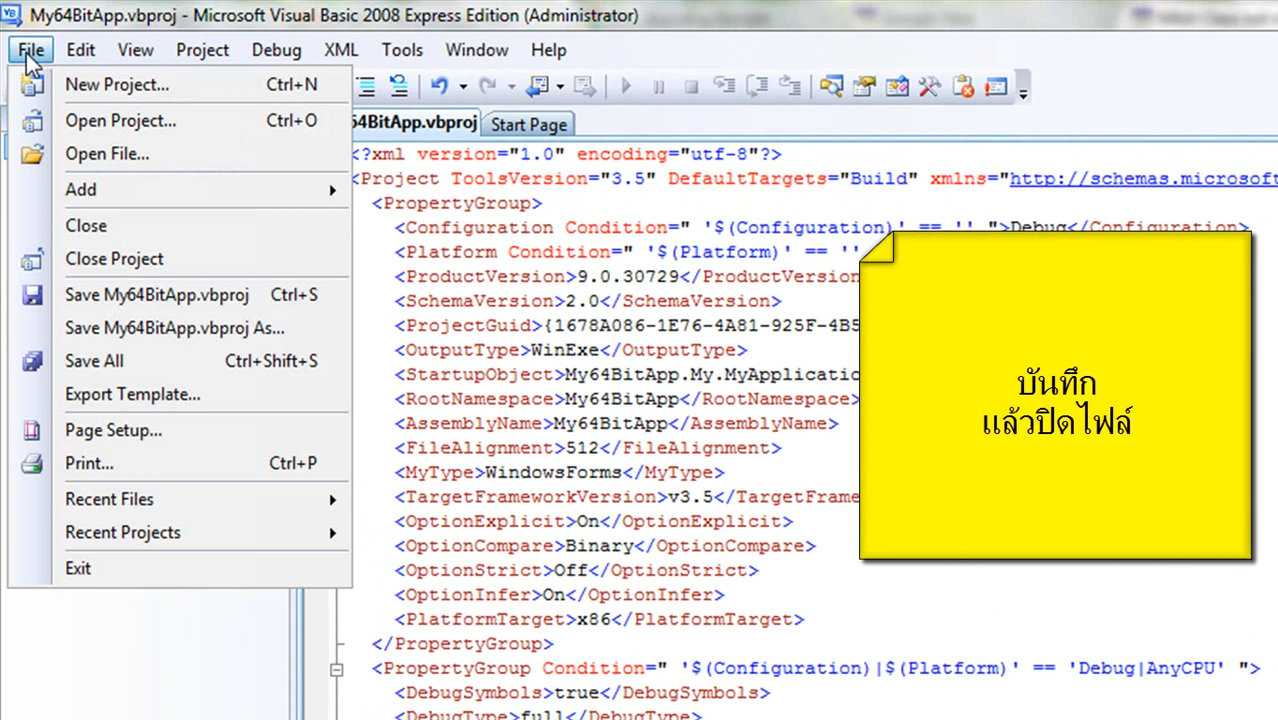 My64BitApp.vbproj - Microsoft Visual Basic 2008 Express Edition (Administrator)
File Edit View Project Debug XML Tools Window Help
New Project... Ctrl+N
Open Project... Ctrl+O
Open File...
Add
Close
Close Project
Save My64BitApp.vbproj Ctrl+S
Save My64BitApp.vbproj As...
Save All Ctrl+Shift+S
Export Template...
Page Setup...
Print... Ctrl+P
Recent Files
Recent Projects
Exit
4BitApp.vbproj Start Page
<?xml version="1.0" encoding="utf-8"?>
<Project ToolsVersion="3.5" DefaultTargets="Build" xmlns="http://schemas.microsoft
<PropertyGroup>
<Configuration Condition=" '$(Configuration)' == '' ">Debug</Configuration>
<Platform Condition=" '$(Platform)' == ''
<ProductVersion>9.0.30729</ProductVersion
<SchemaVersion>2.0</SchemaVersion>
<ProjectGuid>{1678A086-1E76-4A81-925F-4B5
<OutputType>WinExe</OutputType>
<StartupObject>My64BitApp.My.MyApplicatio
<RootNamespace>My64BitApp</RootNamespace>
<AssemblyName>My64BitApp</AssemblyName>
<FileAlignment>512</FileAlignment>
<MyType>WindowsForms</MyType>
<TargetFrameworkVersion>v3.5</TargetFrame
<OptionExplicit>On</OptionExplicit>
<OptionCompare>Binary</OptionCompare>
<OptionStrict>Off</OptionStrict>
<OptionInfer>On</OptionInfer>
<PlatformTarget>x86</PlatformTarget>
</PropertyGroup>
<PropertyGroup Condition=" '$(Configuration)|$(Platform)' == 'Debug|AnyCPU' ">
<DebugSymbols>true</DebugSymbols>
<DebugType>full</DebugType>
บันทึก
แล้วปิดไฟล์